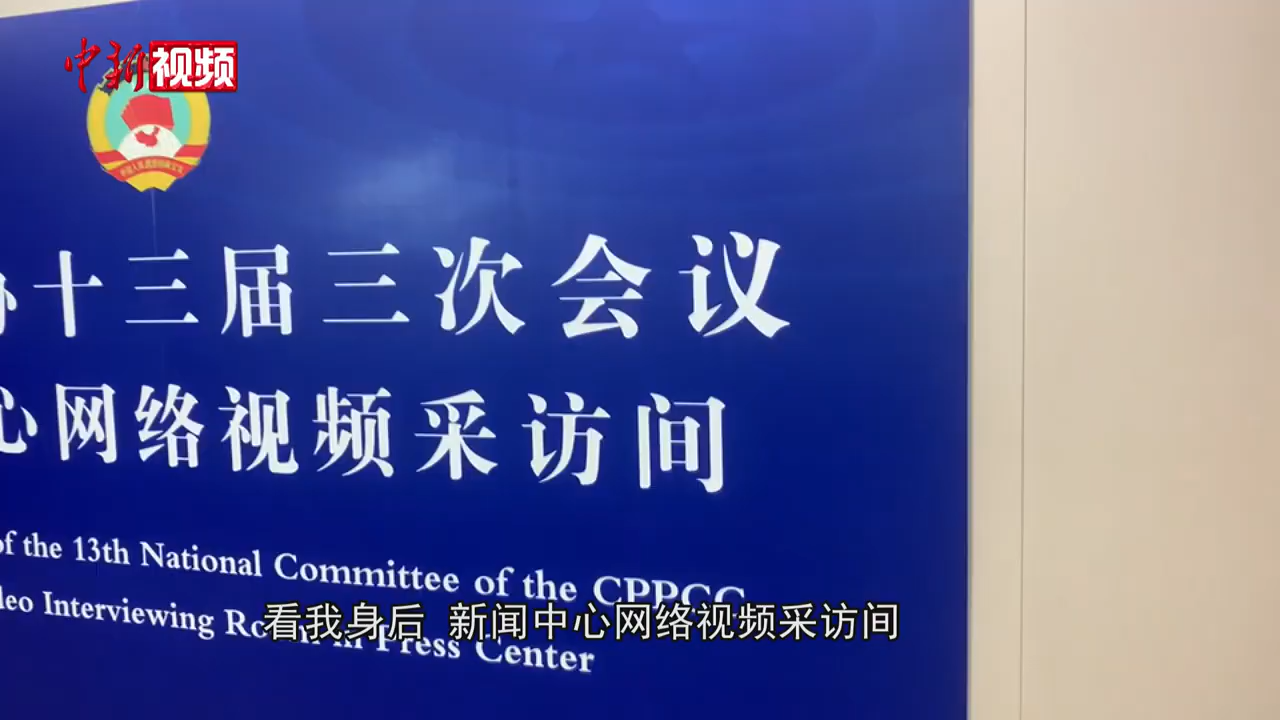 中新视频
十三届三次会议
心网络视频采访间
of the 13th National Committee of the CPPCC
Interviewing Room in Press Center
看我身后 新闻中心网络视频采访间